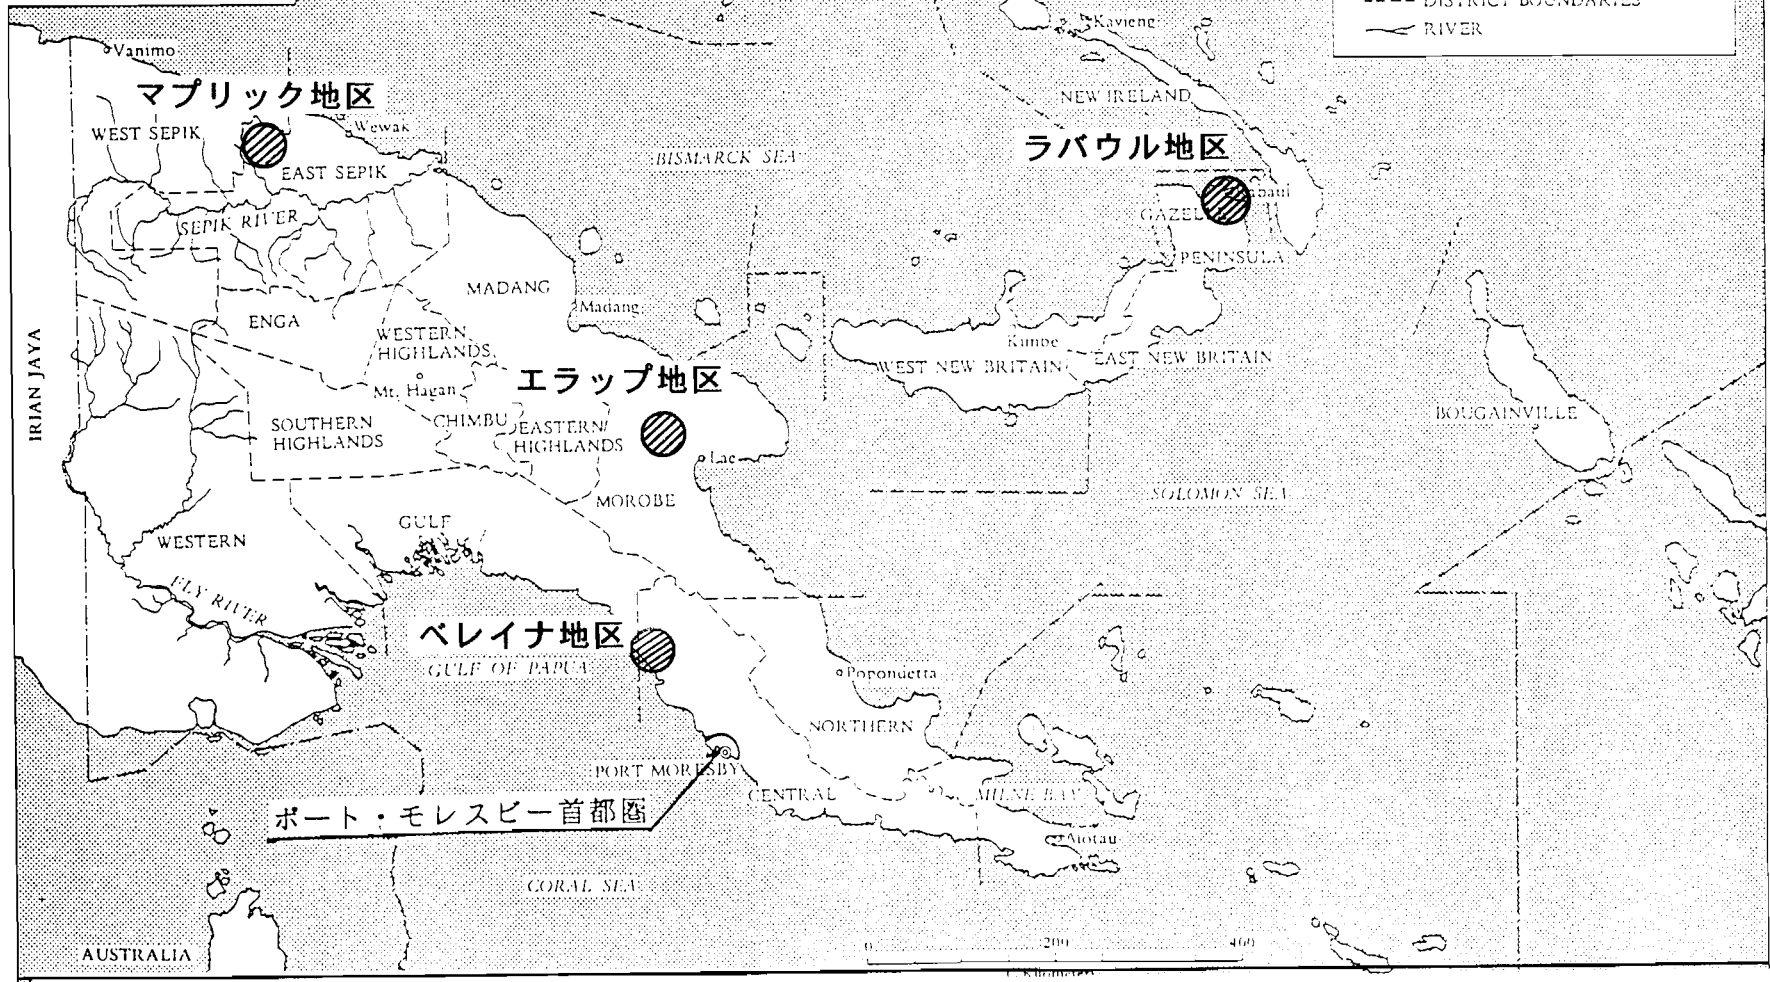 DISTRICT BOUNDARIES
RIVER
Kavieng
Vanimo
マプリック地区
NEW IRELAND
WEST SEPIK
Wewak
ラバウル地区
BISMARCK SEA
EAST SEPIK
SEPIK RIVER
PENINSULA
MADANG
Madang
ENGA
WESTERN
HIGHLANDS
Kimbe
WEST NEW BRITAIN
EAST NEW BRITAIN
IRIAN JAYA
エラップ地区
Mt. Hagan
SOUTHERN
HIGHLANDS
CHIMBU
EASTERN
HIGHLANDS
BOUGAINVILLE
Lae
MOROBE
SOLOMON SEA
GULF
WESTERN
FLY RIVER
ベレイナ地区
GULF OF PAPUA
Popondetta
NORTHERN
PORT MORESBY
CENTRAL
MILNE BAY
ポート・モレスビー首都圏
Alotau
CORAL SEA
AUSTRALIA
0 200 400
Kilometers